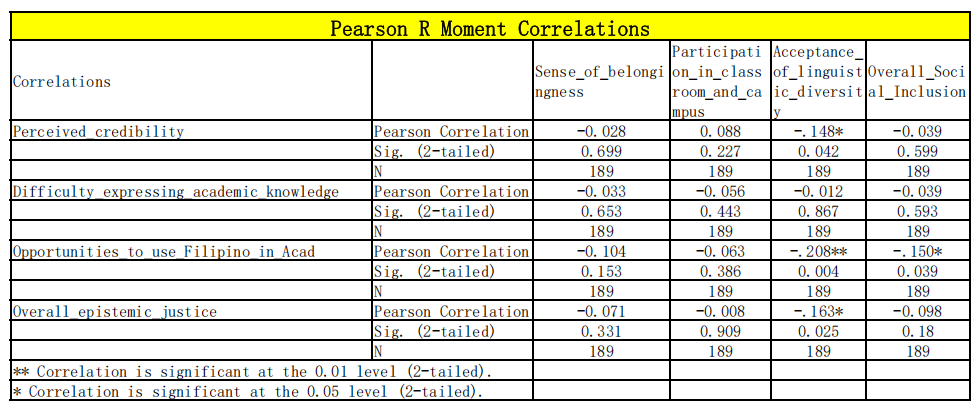 Pearson R Moment Correlations
Correlations Sense_of_belongingness Participation_in_classroom_and_campus Acceptance_of_linguistic_diversity Overall_Social_Inclusion
Perceived_credibility Pearson Correlation -0.028 0.088 -.148* -0.039
Sig. (2-tailed) 0.699 0.227 0.042 0.599
N 189 189 189 189
Difficulty_expressing_academic_knowledge Pearson Correlation -0.033 -0.056 -0.012 -0.039
Sig. (2-tailed) 0.653 0.443 0.867 0.593
N 189 189 189 189
Opportunities_to_use_Filipino_in_Acad Pearson Correlation -0.104 -0.063 -.208** -.150*
Sig. (2-tailed) 0.153 0.386 0.004 0.039
N 189 189 189 189
Overall_epistemic_justice Pearson Correlation -0.071 -0.008 -.163* -0.098
Sig. (2-tailed) 0.331 0.909 0.025 0.18
N 189 189 189 189
** Correlation is significant at the 0.01 level (2-tailed).
* Correlation is significant at the 0.05 level (2-tailed).